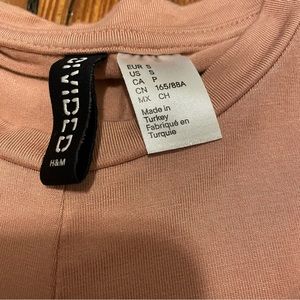 DIVIDED
H&M
EUR S
US S
CA P
CN 165/88A
MX CH
Made in
Turkey
Fabriqué en
Turquie